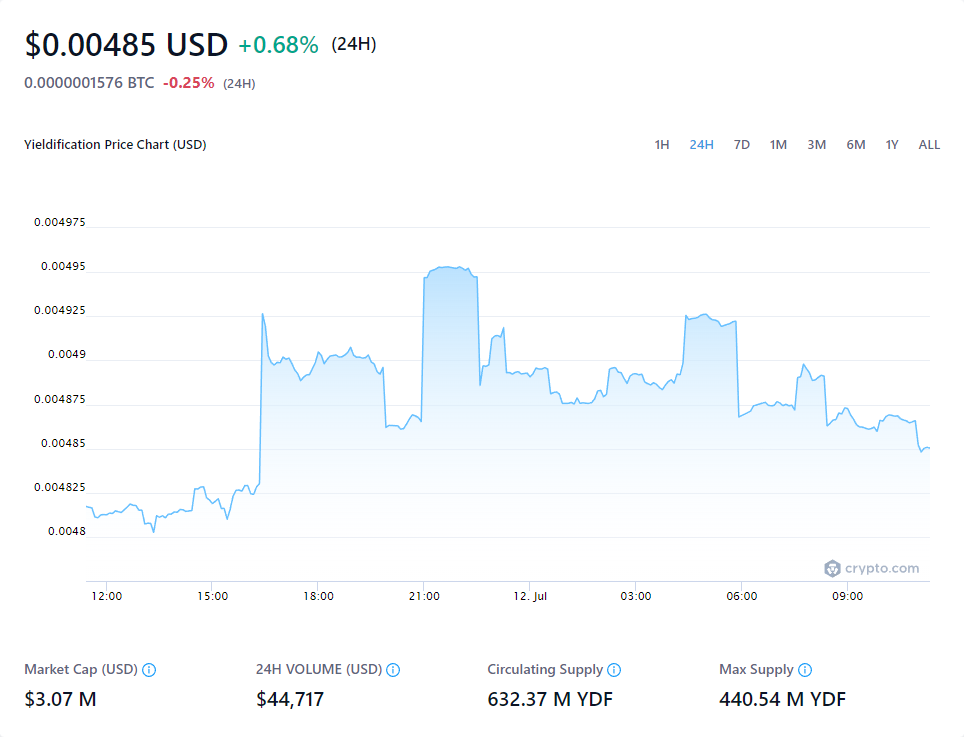 $0.00485 USD +0.68% (24H)
0.0000001576 BTC -0.25% (24H)
Yieldification Price Chart (USD)
1H 24H 7D 1M 3M 6M 1Y ALL
0.004975
0.00495
0.004925
0.0049
0.004875
0.00485
0.004825
0.0048
crypto.com
12:00 15:00 18:00 21:00 12. Jul 03:00 06:00 09:00
Market Cap (USD) 24H VOLUME (USD) Circulating Supply Max Supply
$3.07 M $44,717 632.37 M YDF 440.54 M YDF